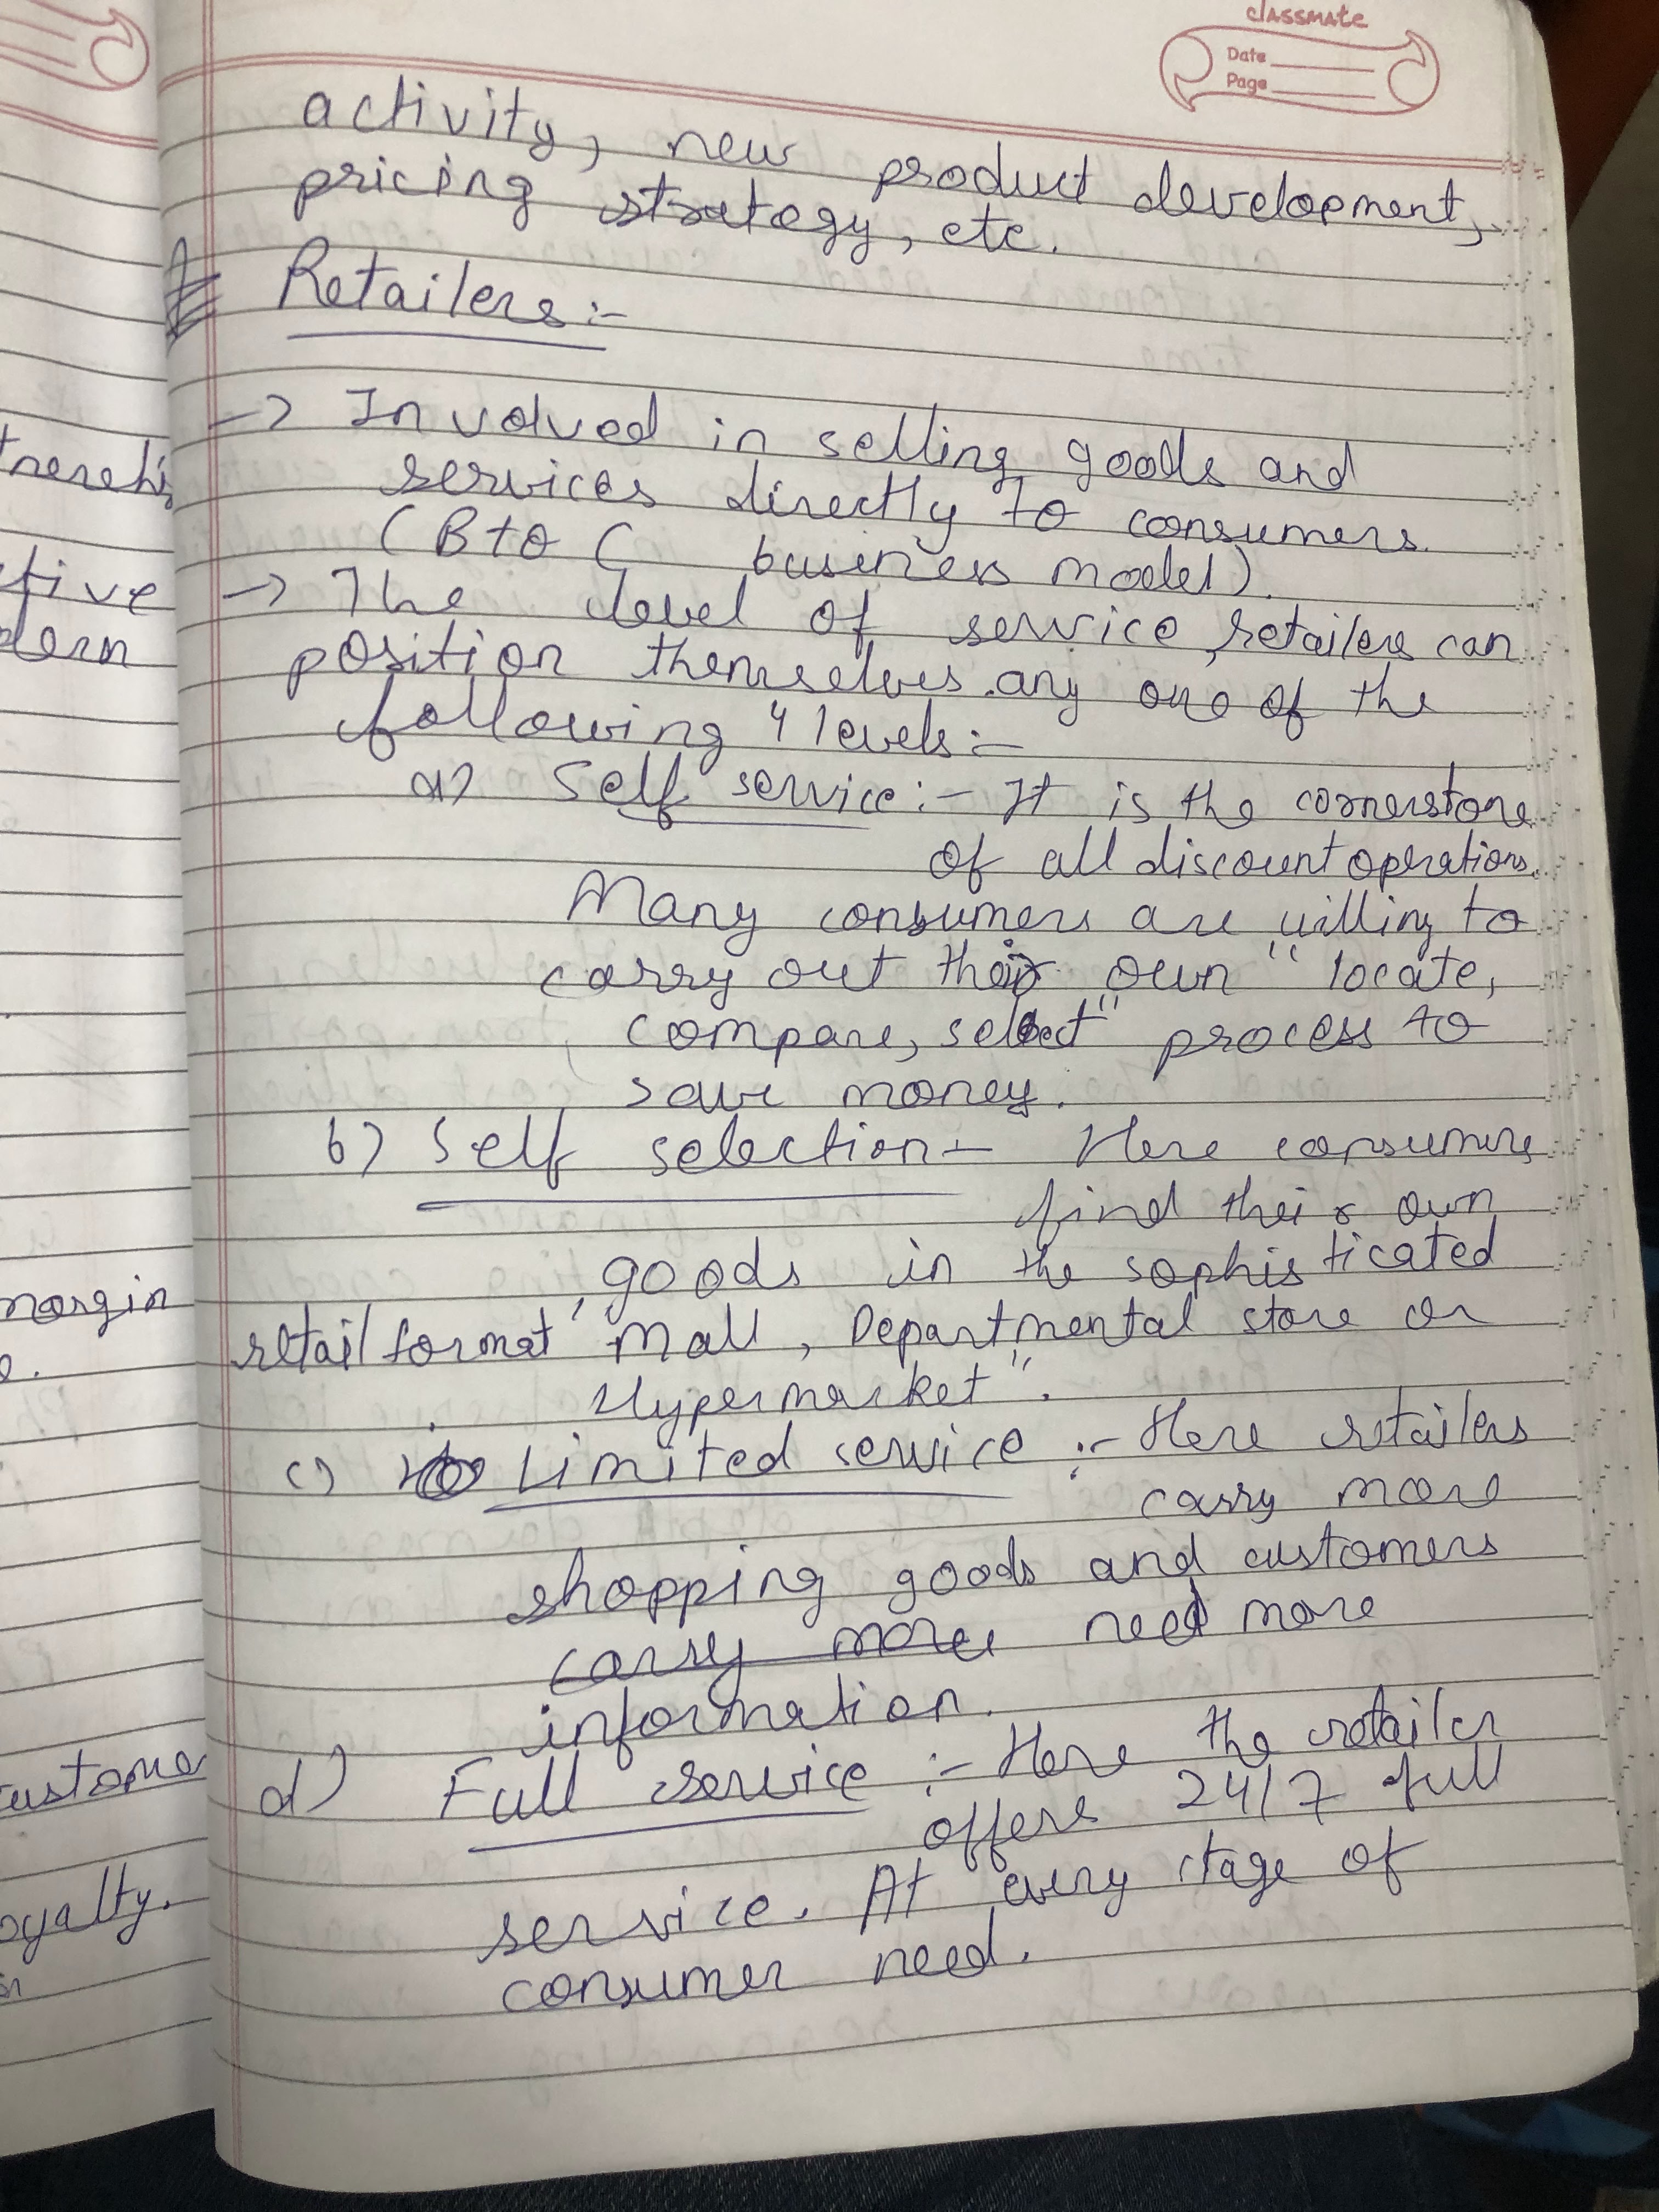 classmate
Date
Page
activity, new product development,
pricing strategy, etc.
Retailers :-
-> Involved in selling goods and
services directly to consumers.
(B to C business model).
-> The level of service, retailers can
position themselves any one of the
following 4 levels :-
a) Self service :- It is the cornerstone
of all discount operations.
Many consumers are willing to
carry out their own "locate,
compare, select" process to
save money.
b) Self selection - Here consumers
find their own
goods in the sophisticated
retail format "Mall, Departmental store or
Hypermarket".
c) Limited service :- Here retailers
carry more
shopping goods and customers
carry more need more
information.
d) Full service :- Here the retailer
offers 24/7 full
service. At every stage of
consumer need.
tive
dern
margin
customer
oyalty.